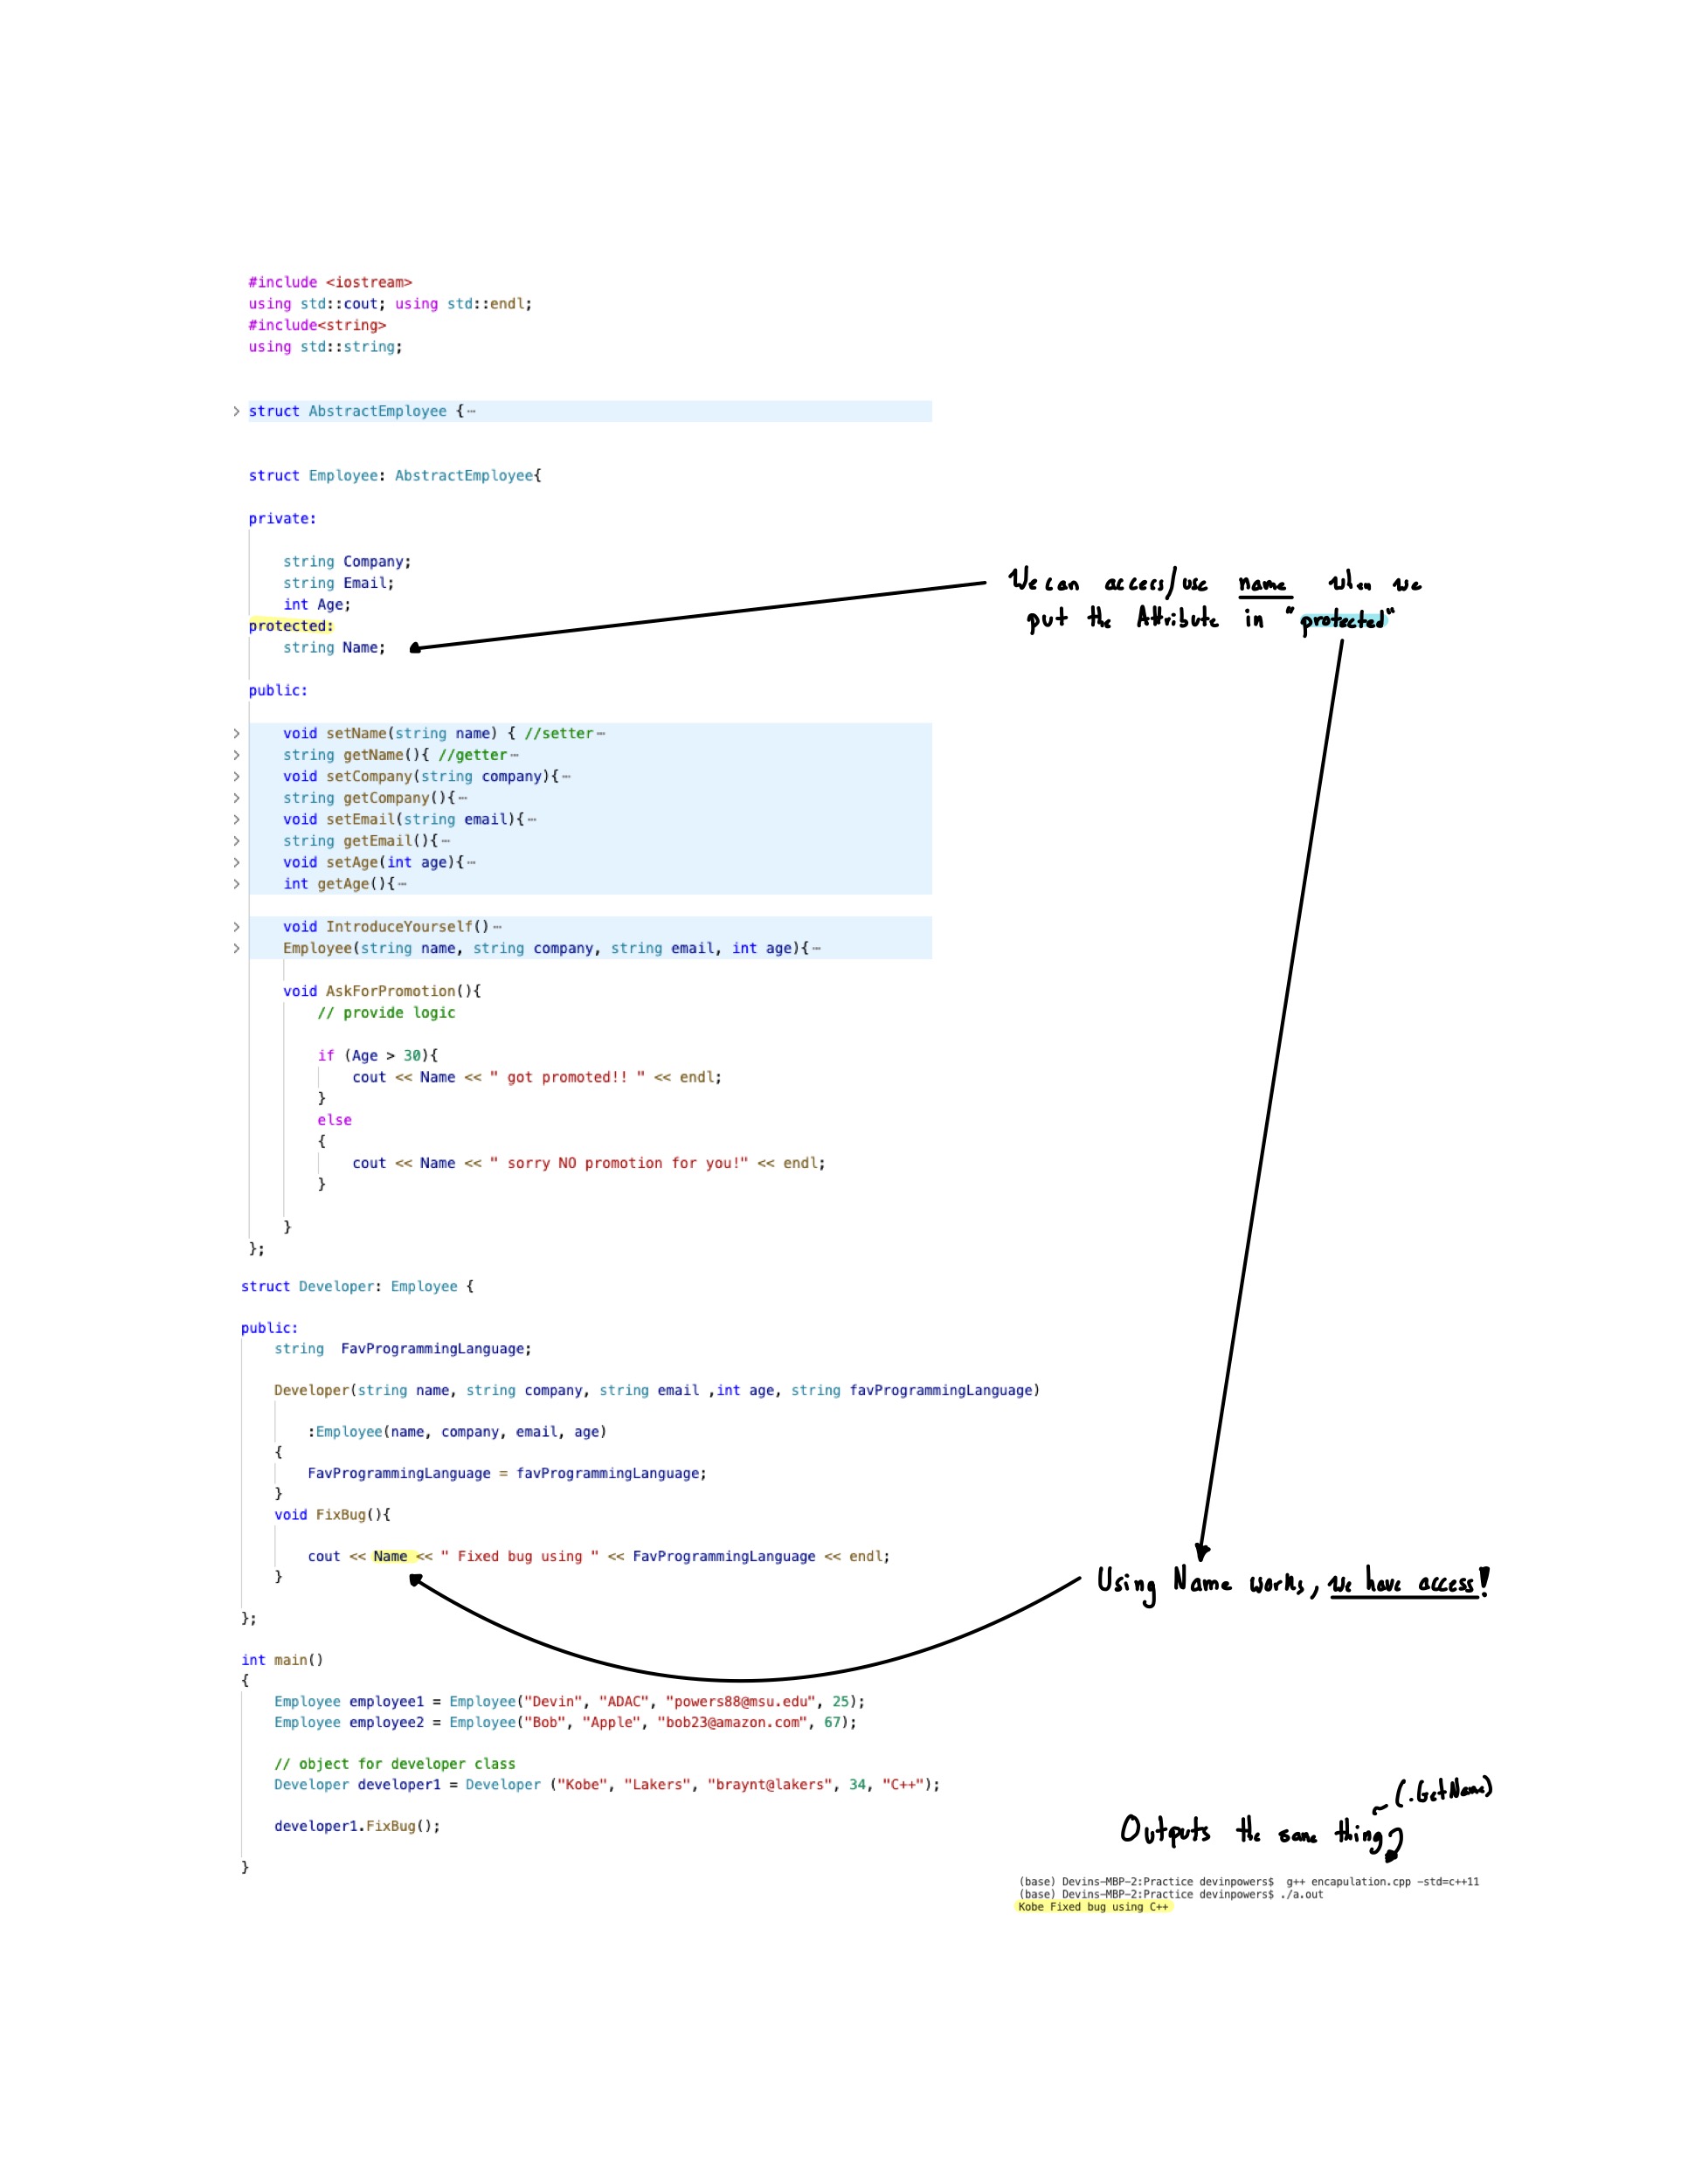 #include <iostream>
using std::cout; using std::endl;
#include<string>
using std::string;
> struct AbstractEmployee {⋯
struct Employee: AbstractEmployee{
private:
string Company;
string Email;
int Age;
protected:
string Name;
public:
> void setName(string name) { //setter⋯
> string getName(){ //getter⋯
> void setCompany(string company){⋯
> string getCompany(){⋯
> void setEmail(string email){⋯
> string getEmail(){⋯
> void setAge(int age){⋯
> int getAge(){⋯
> void IntroduceYourself()⋯
> Employee(string name, string company, string email, int age){⋯
void AskForPromotion(){
// provide logic
if (Age > 30){
cout << Name << " got promoted!! " << endl;
}
else
{
cout << Name << " sorry NO promotion for you!" << endl;
}
}
};
We can access/use name when we
put the Attribute in "protected"
struct Developer: Employee {
public:
string  FavProgrammingLanguage;
Developer(string name, string company, string email ,int age, string favProgrammingLanguage)
:Employee(name, company, email, age)
{
FavProgrammingLanguage = favProgrammingLanguage;
}
void FixBug(){
cout << Name << " Fixed bug using " << FavProgrammingLanguage << endl;
}
};
Using Name works, we have access!
int main()
{
Employee employee1 = Employee("Devin", "ADAC", "powers88@msu.edu", 25);
Employee employee2 = Employee("Bob", "Apple", "bob23@amazon.com", 67);
// object for developer class
Developer developer1 = Developer ("Kobe", "Lakers", "braynt@lakers", 34, "C++");
developer1.FixBug();
}
(.GetName)
Outputs the same thing
(base) Devins-MBP-2:Practice devinpowers$  g++ encapulation.cpp -std=c++11
(base) Devins-MBP-2:Practice devinpowers$ ./a.out
Kobe Fixed bug using C++